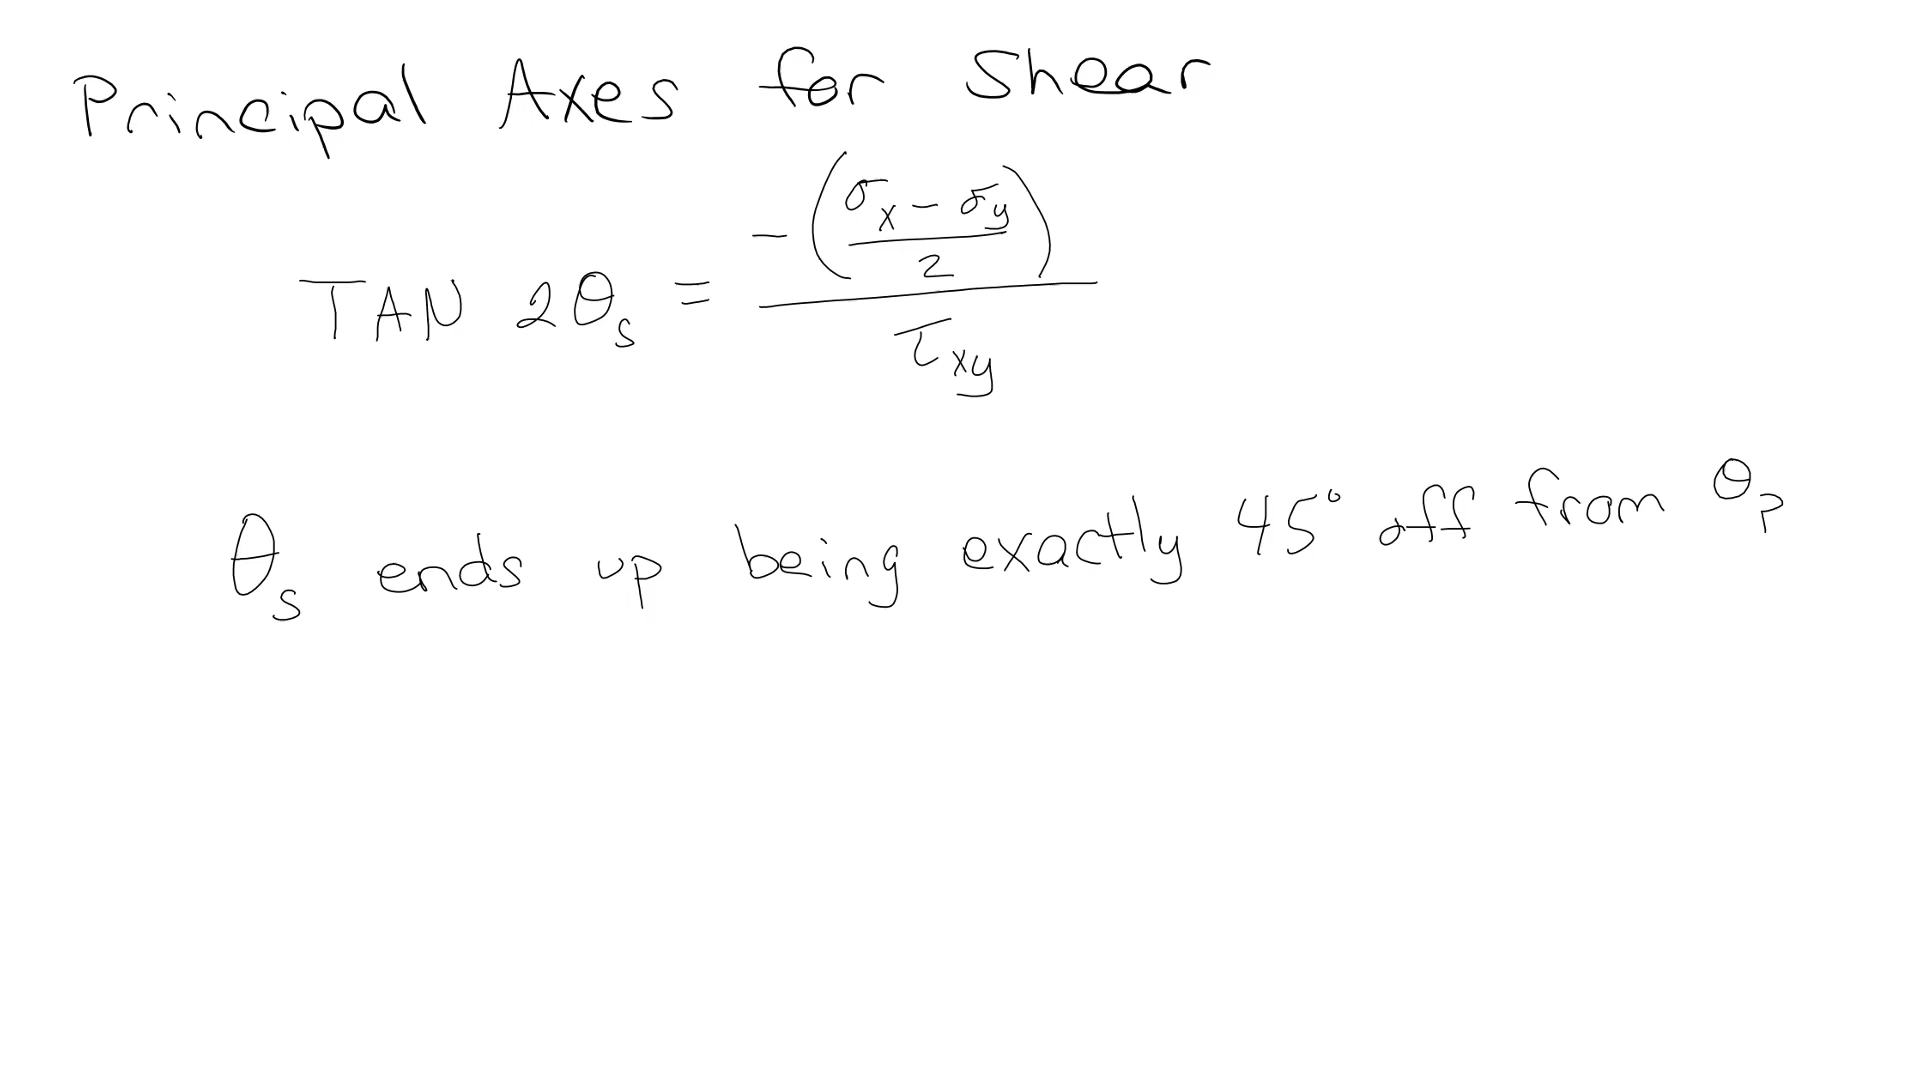 Principal Axes for Shear
TAN 2θs = -(σx - σy / 2) / τxy
θs ends up being exactly 45° off from θp